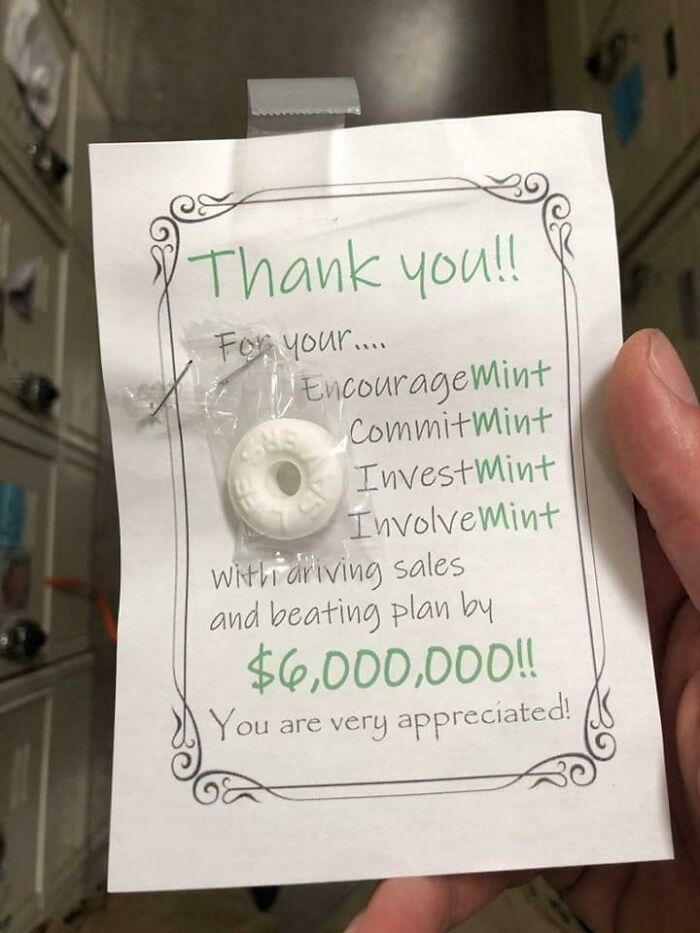 Thank you!!
For your....
EncourageMint
CommitMint
InvestMint
InvolveMint
with driving sales
and beating plan by
$6,000,000!!
You are very appreciated!